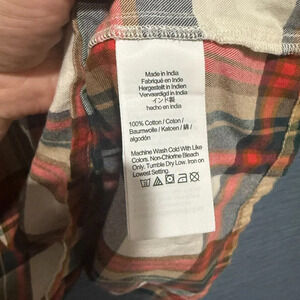 Made in India
Fabriqué en Inde
Hergestellt in Indien
Vervaardigd in India
インド製
hecho en India
100% Cotton / Coton /
Baumwolle / Katoen / 綿 /
algodón
Machine Wash Cold With Like
Colors. Non-Chlorine Bleach
Only. Tumble Dry Low. Iron on
Lowest Setting.